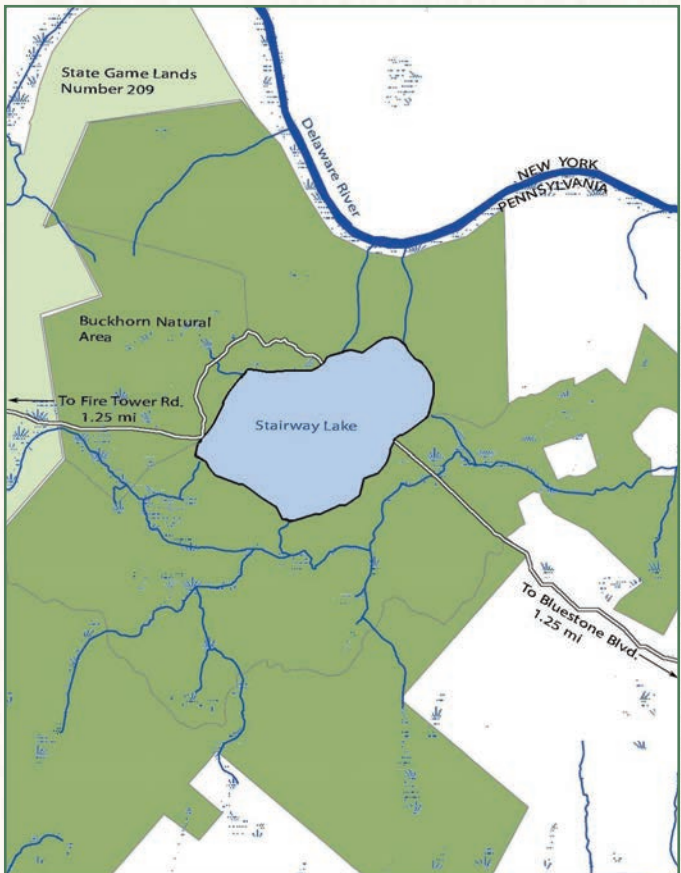 State Game Lands
Number 209
Delaware River
NEW YORK
PENNSYLVANIA
Buckhorn Natural
Area
To Fire Tower Rd.
1.25 mi
Stairway Lake
To Bluestone Blvd.
1.25 mi